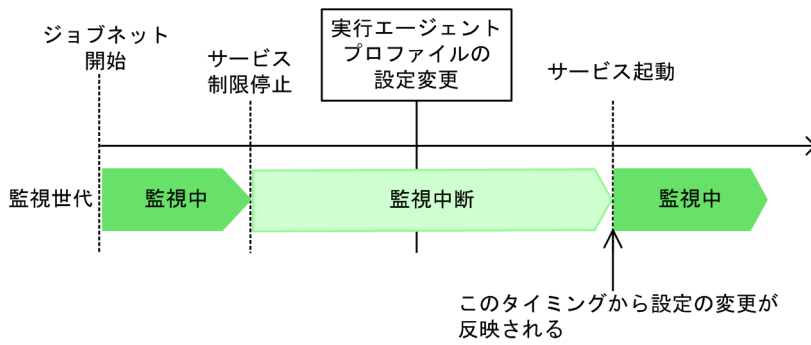 ジョブネット
開始
サービス
制限停止
実行エージェント
プロファイルの
設定変更
サービス起動
監視世代
監視中
監視中断
監視中
このタイミングから設定の変更が
反映される